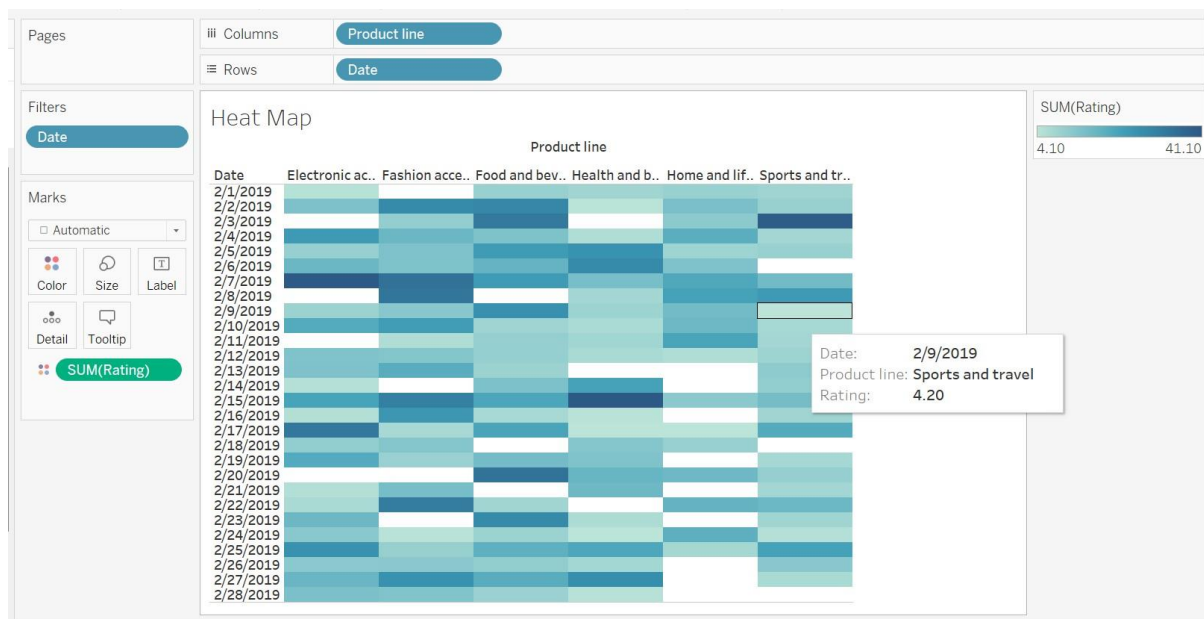 Pages
iii Columns
Product line
Rows
Date
Filters
Date
Marks
Automatic
Color
Size
Label
Detail
Tooltip
SUM(Rating)
Heat Map
Product line
Date Electronic ac.. Fashion acce.. Food and bev.. Health and b.. Home and lif.. Sports and tr..
2/1/2019
2/2/2019
2/3/2019
2/4/2019
2/5/2019
2/6/2019
2/7/2019
2/8/2019
2/9/2019
2/10/2019
2/11/2019
2/12/2019
2/13/2019
2/14/2019
2/15/2019
2/16/2019
2/17/2019
2/18/2019
2/19/2019
2/20/2019
2/21/2019
2/22/2019
2/23/2019
2/24/2019
2/25/2019
2/26/2019
2/27/2019
2/28/2019
Date: 2/9/2019
Product line: Sports and travel
Rating: 4.20
SUM(Rating)
4.10 41.10